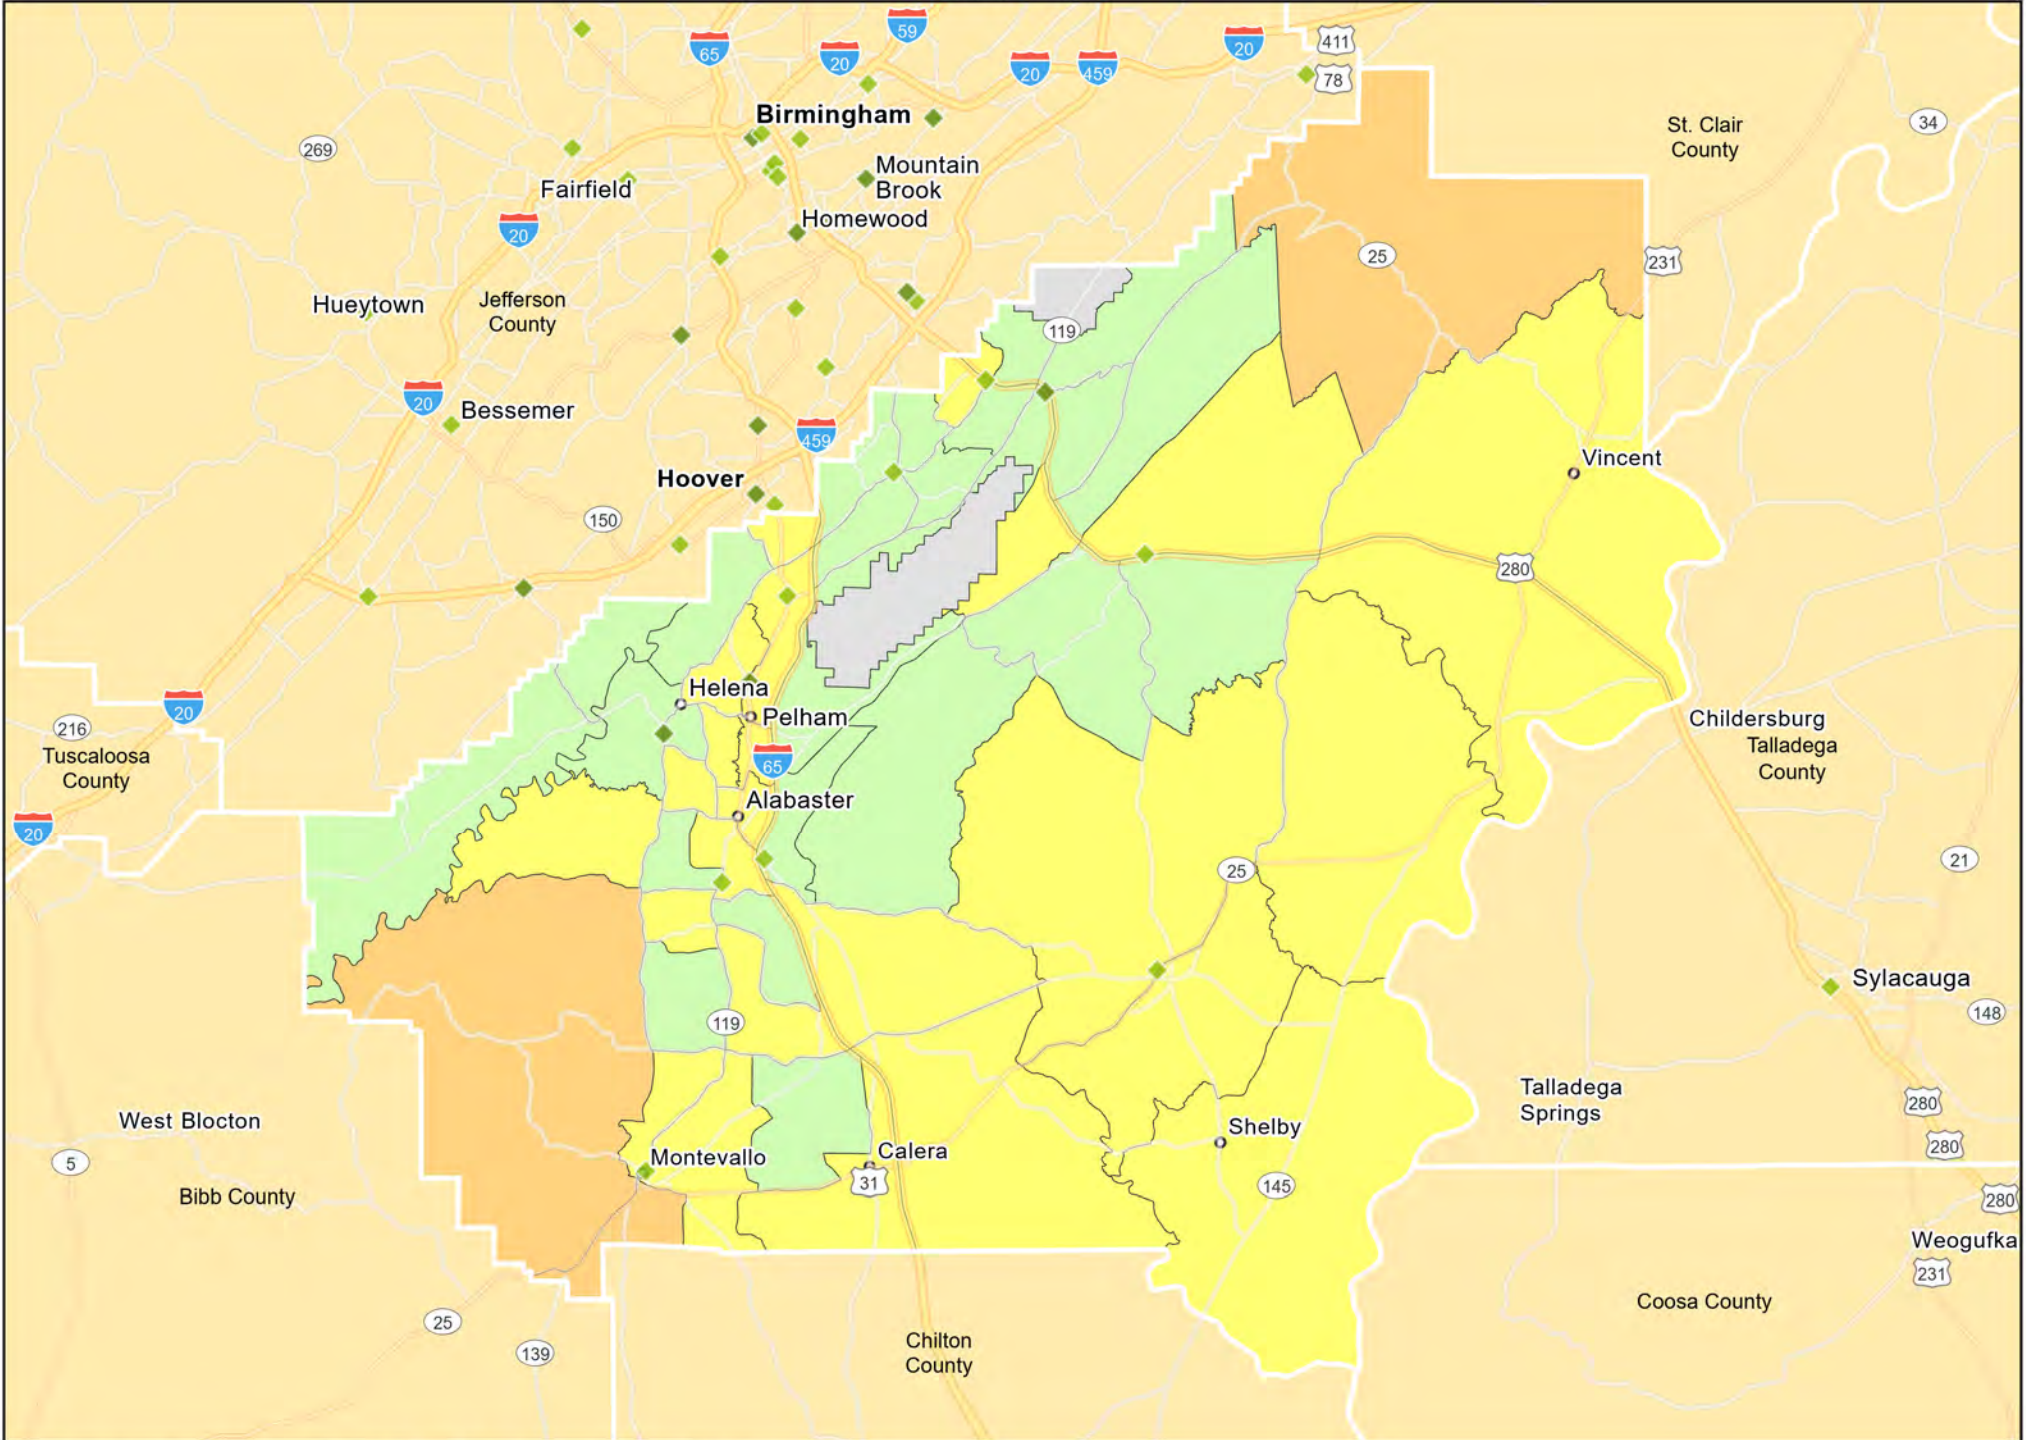 59
65
20
20
459
20
411
78
Birmingham
St. Clair
County
34
269
Mountain
Brook
Fairfield
Homewood
20
25
231
Hueytown
Jefferson
County
119
20
Bessemer
459
Hoover
Vincent
150
280
Helena
Pelham
20
216
Tuscaloosa
County
Childersburg
Talladega
County
65
Alabaster
20
25
21
Sylacauga
148
119
Talladega
Springs
West Blocton
280
Shelby
280
5
Montevallo
Calera
31
145
Bibb County
280
Weogufka
231
25
Coosa County
139
Chilton
County